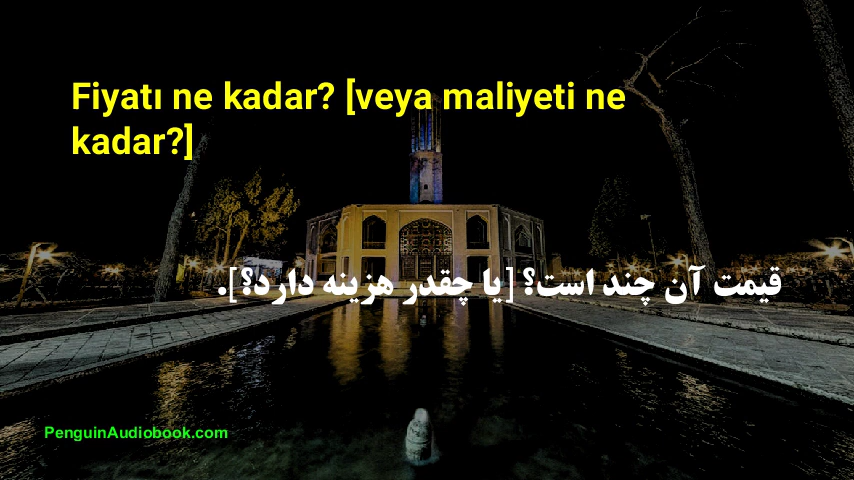 Fiyatı ne kadar? [veya maliyeti ne
kadar?]
قیمت آن چند است؟ [یا چقدر هزینه دارد؟].
PenguinAudiobook.com